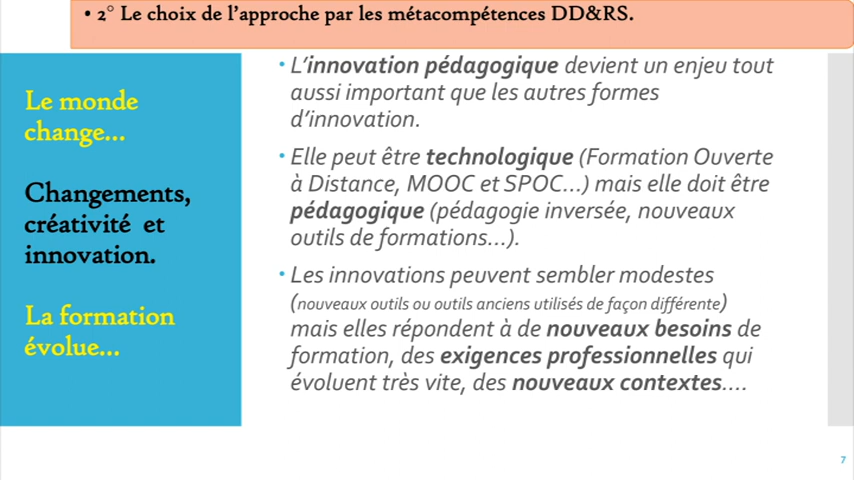 • 2° Le choix de l'approche par les métacompétences DD&RS.
Le monde
change...
Changements,
créativité et
innovation.
La formation
évolue...
• L'innovation pédagogique devient un enjeu tout
aussi important que les autres formes
d'innovation.
• Elle peut être technologique (Formation Ouverte
à Distance, MOOC et SPOC...) mais elle doit être
pédagogique (pédagogie inversée, nouveaux
outils de formations...).
• Les innovations peuvent sembler modestes
(nouveaux outils ou outils anciens utilisés de façon différente)
mais elles répondent à de nouveaux besoins de
formation, des exigences professionnelles qui
évoluent très vite, des nouveaux contextes....
7